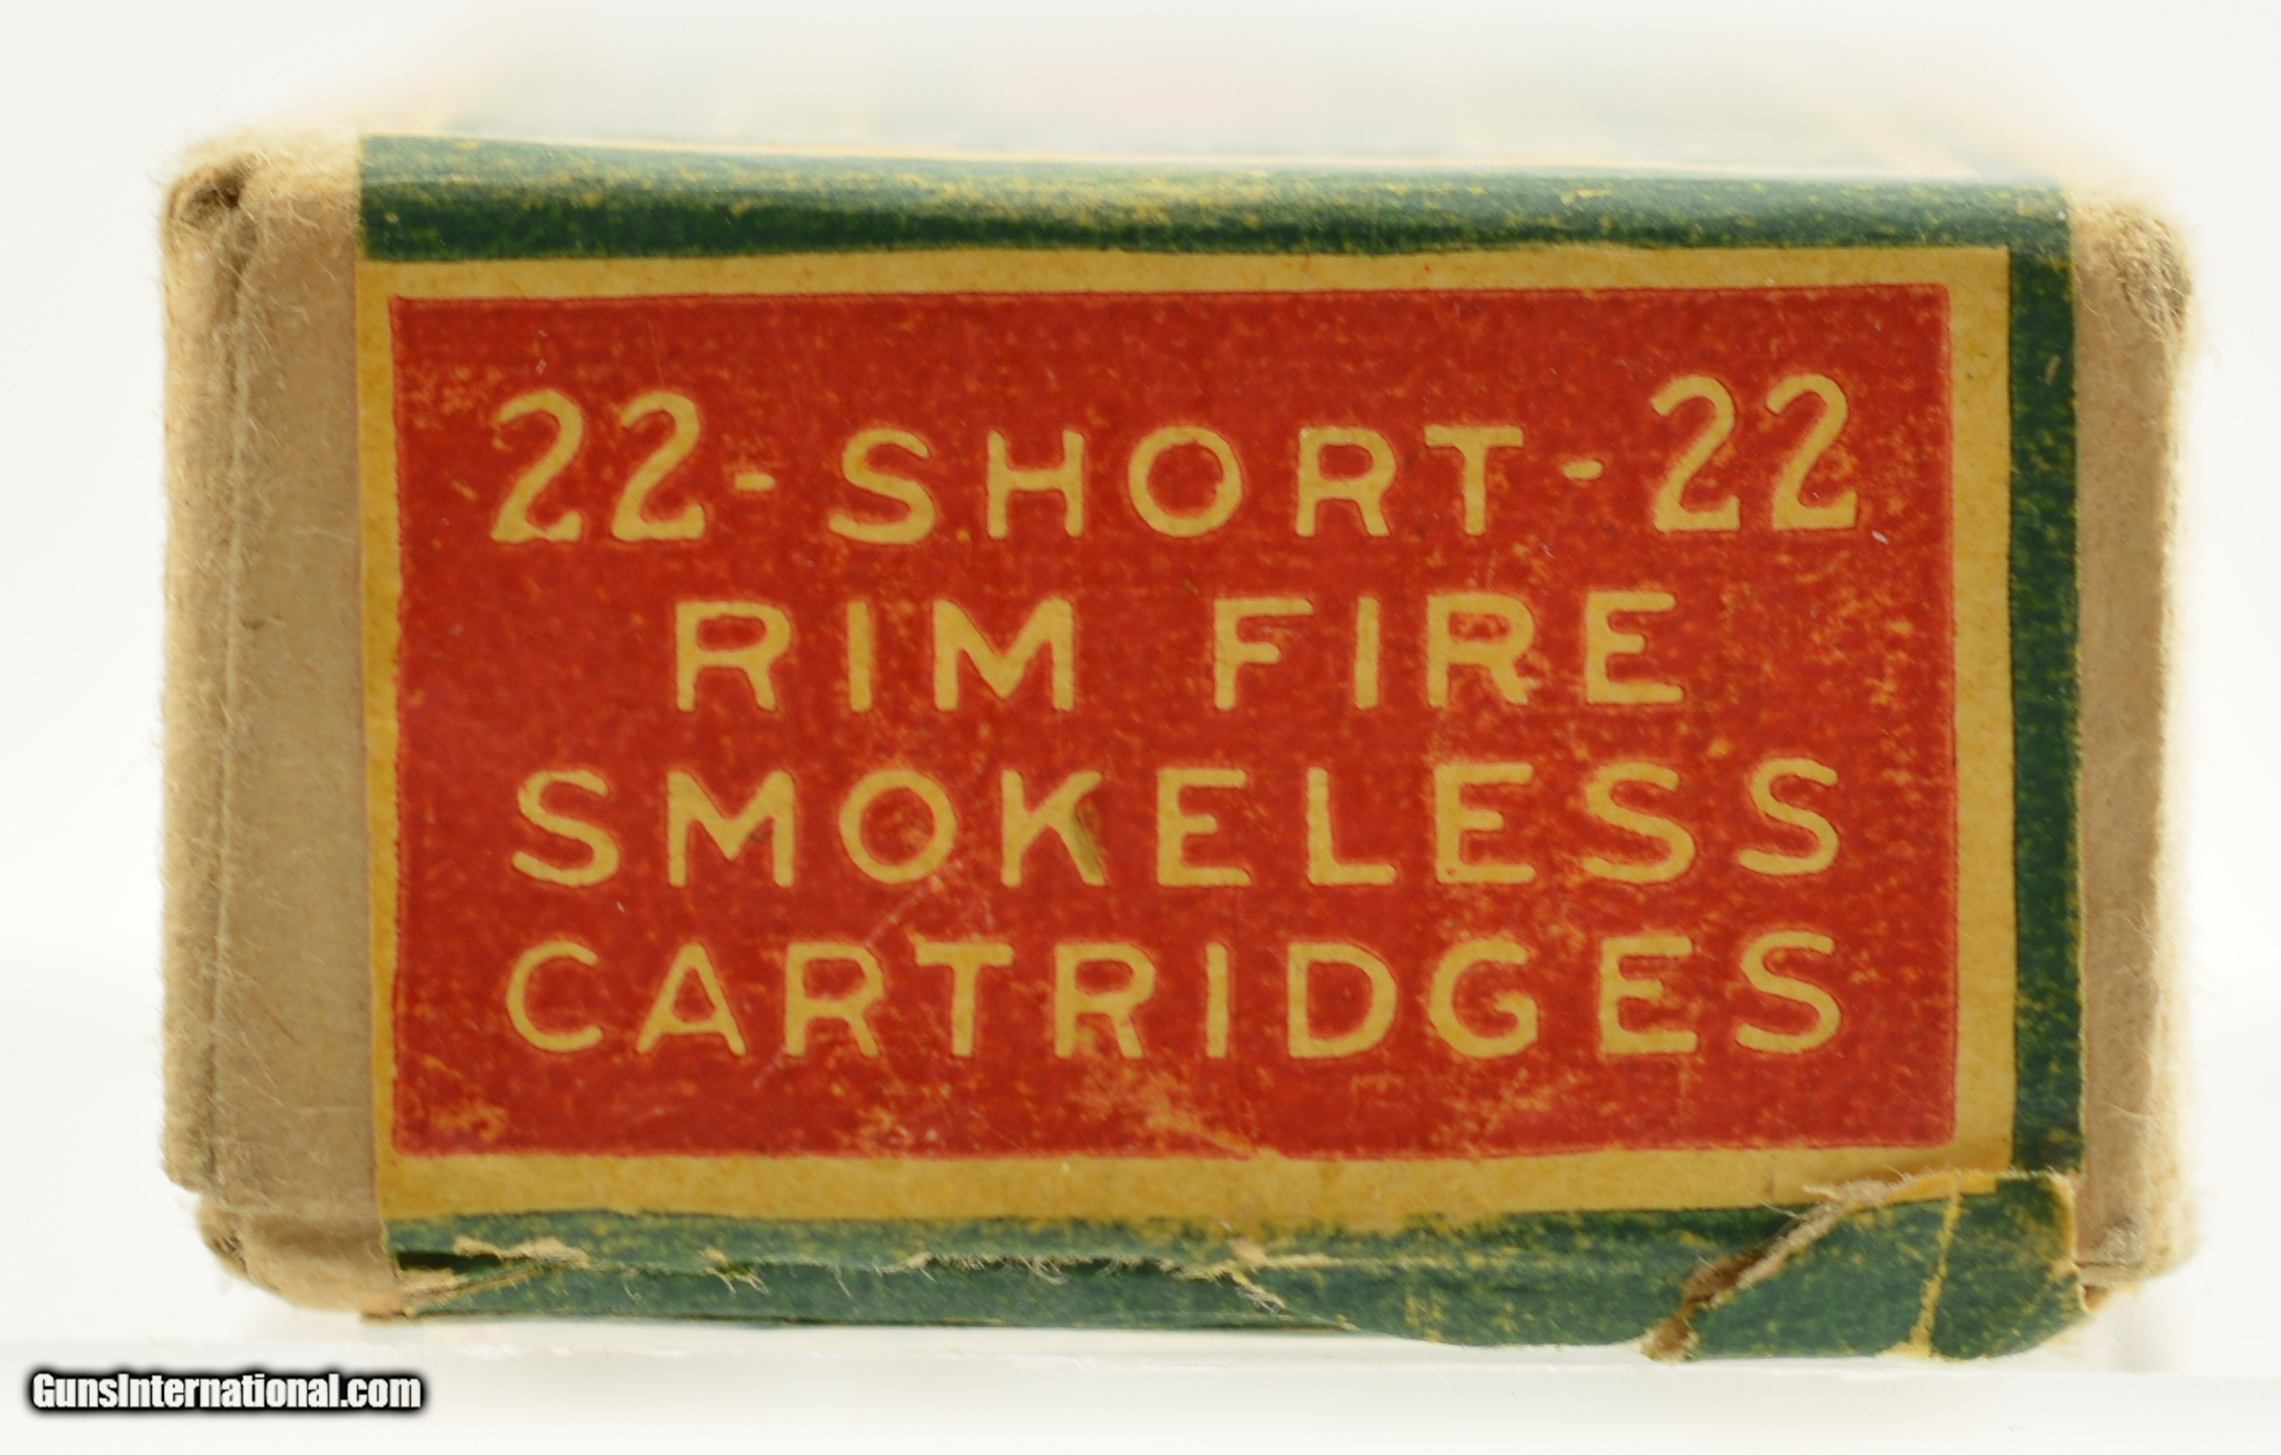 22-SHORT-22
RIM FIRE
SMOKELESS
CARTRIDGES
GunsInternational.com